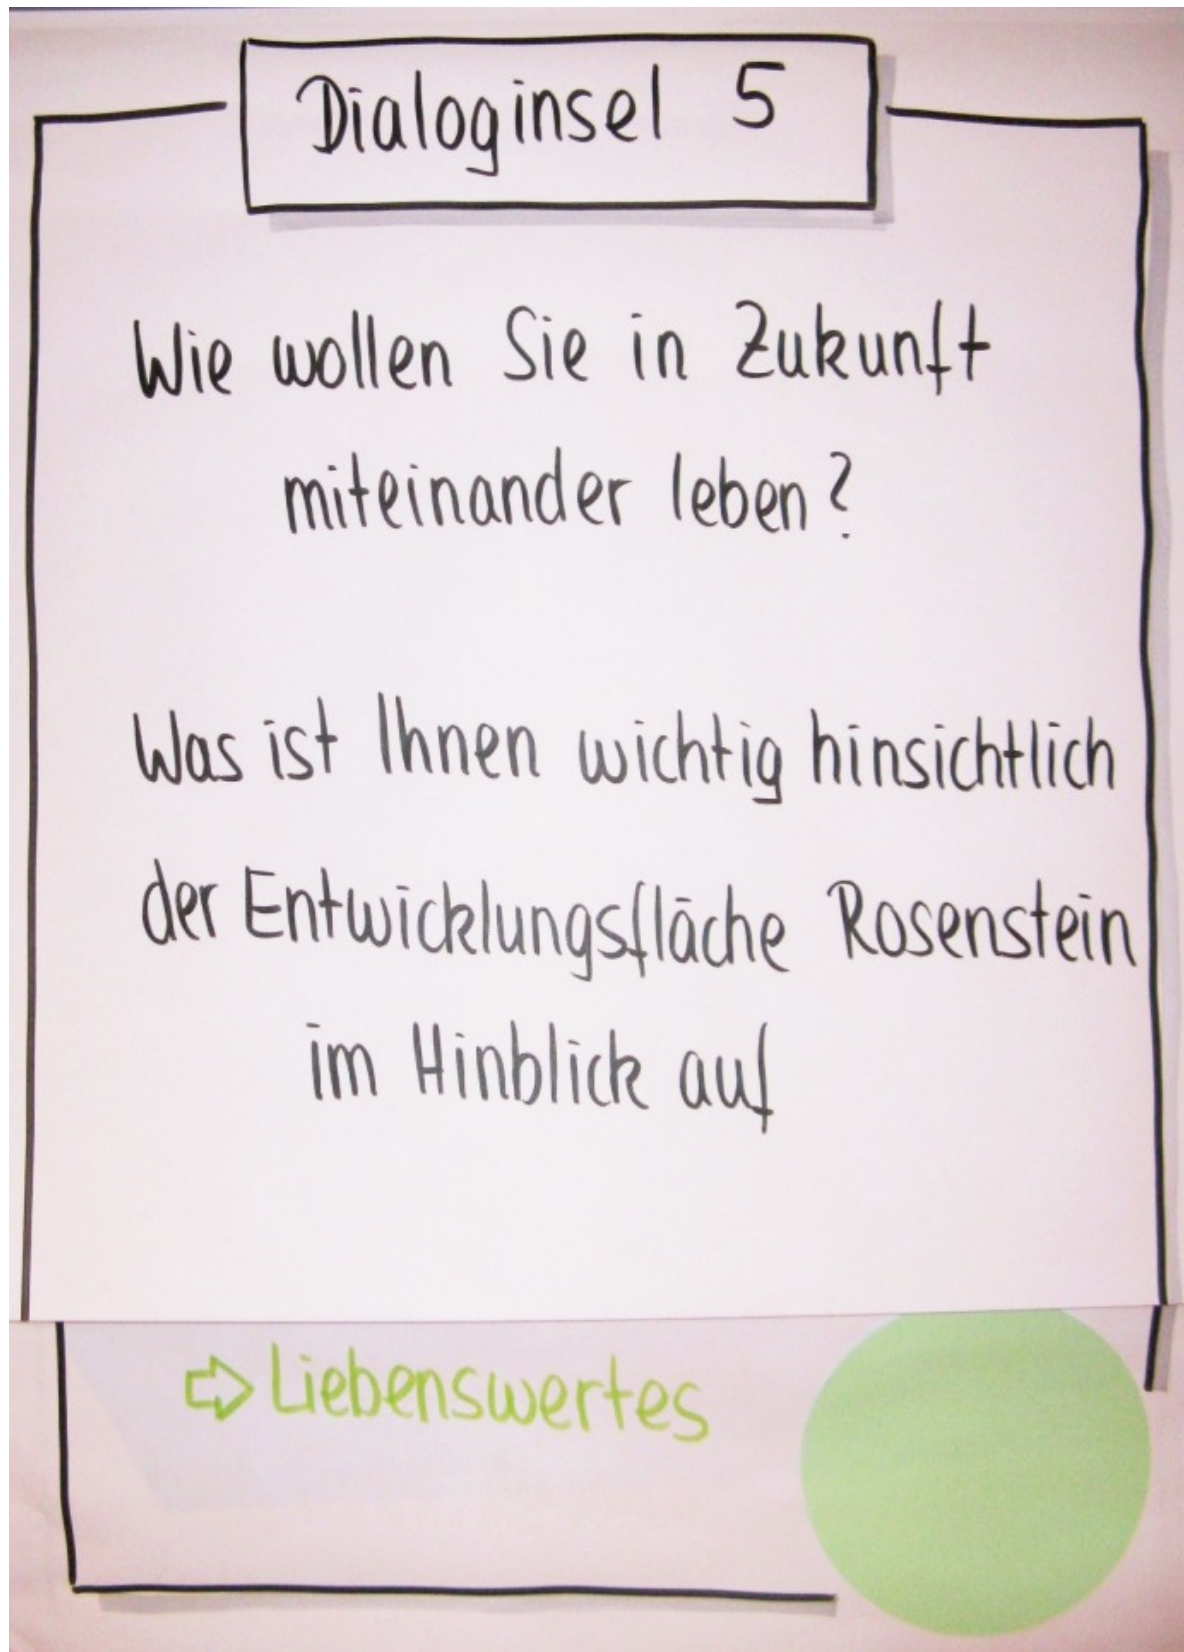 Dialoginsel 5
Wie wollen Sie in Zukunft
miteinander leben?
Was ist Ihnen wichtig hinsichtlich
der Entwicklungsfläche Rosenstein
im Hinblick auf
⇨ Liebenswertes